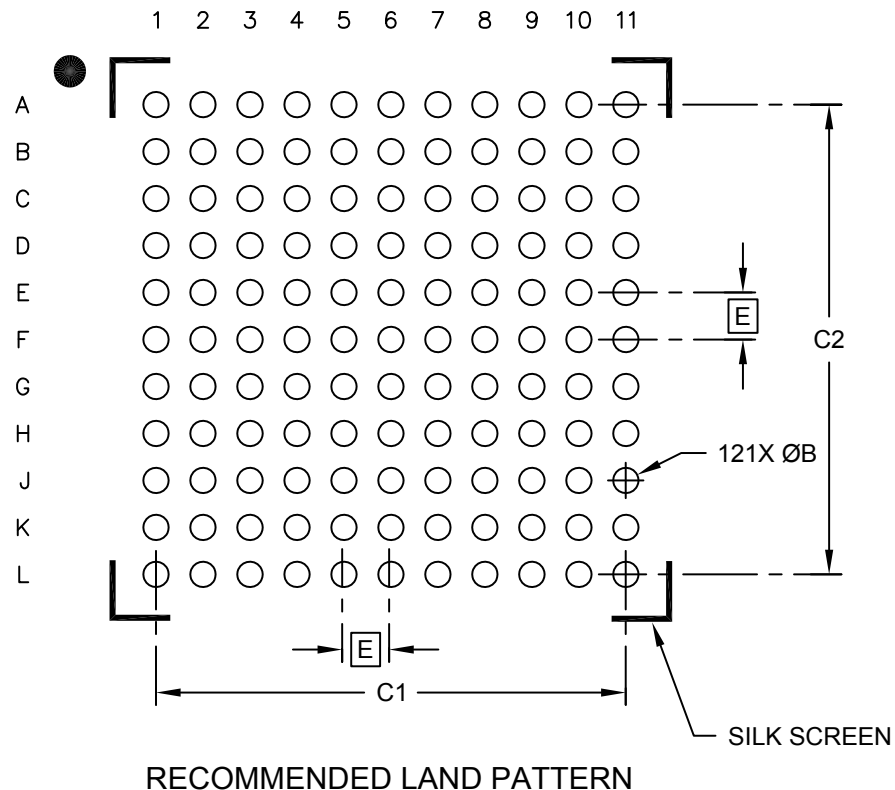 1 2 3 4 5 6 7 8 9 10 11
A
B
C
D
E
E
F
C2
G
H
121X ØB
J
K
L
E
C1
SILK SCREEN
RECOMMENDED LAND PATTERN